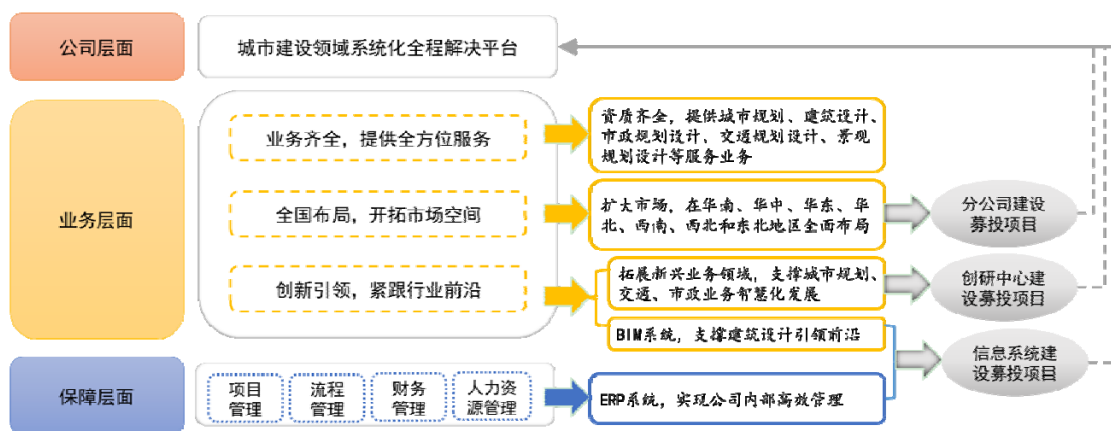 公司层面
城市建设领域系统化全程解决平台
业务层面
业务齐全，提供全方位服务
资质齐全，提供城市规划、建筑设计、
市政规划设计、交通规划设计、景观
规划设计等服务业务
全国布局，开拓市场空间
扩大市场，在华南、华中、华东、华
北、西南、西北和东北地区全面布局
分公司建设
募投项目
创新引领，紧跟行业前沿
拓展新兴业务领域，支撑城市规划、
交通、市政业务智慧化发展
创研中心建
设募投项目
BIM系统，支撑建筑设计引领前沿
信息系统建
设募投项目
保障层面
项目
管理
流程
管理
财务
管理
人力资
源管理
ERP系统，实现公司内部高效管理